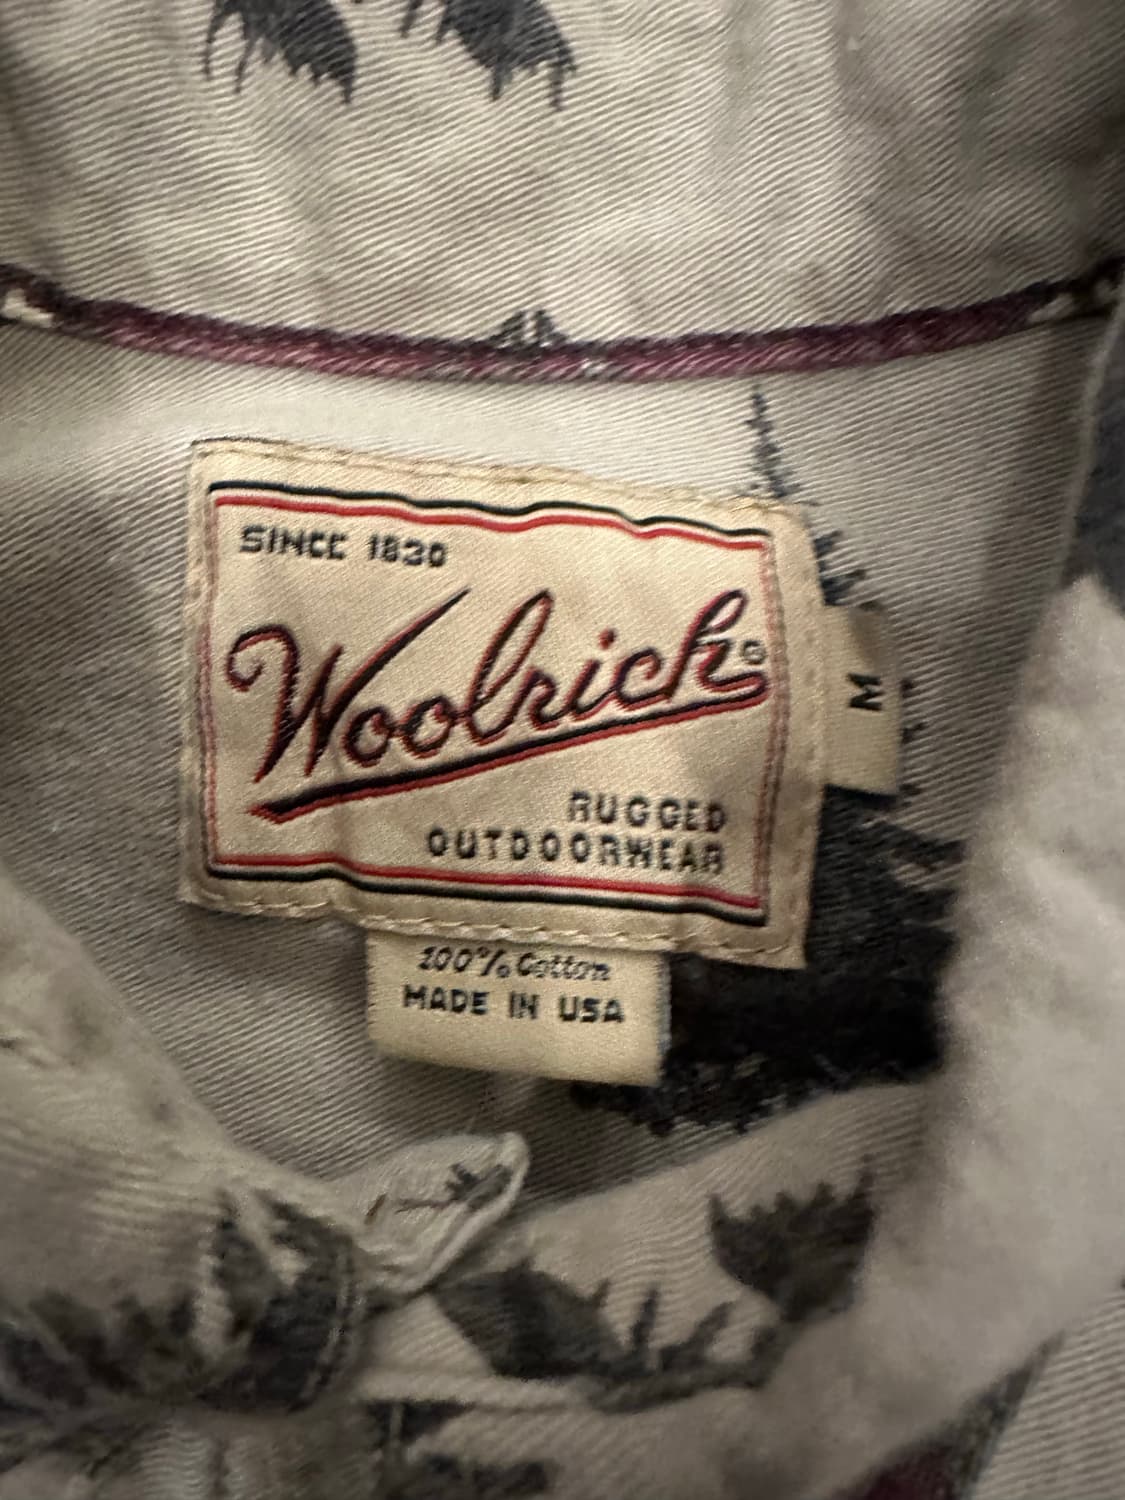 SINCE 1830
Woolrich®
RUGGED
OUTDOORWEAR
M
100% Cotton
MADE IN USA